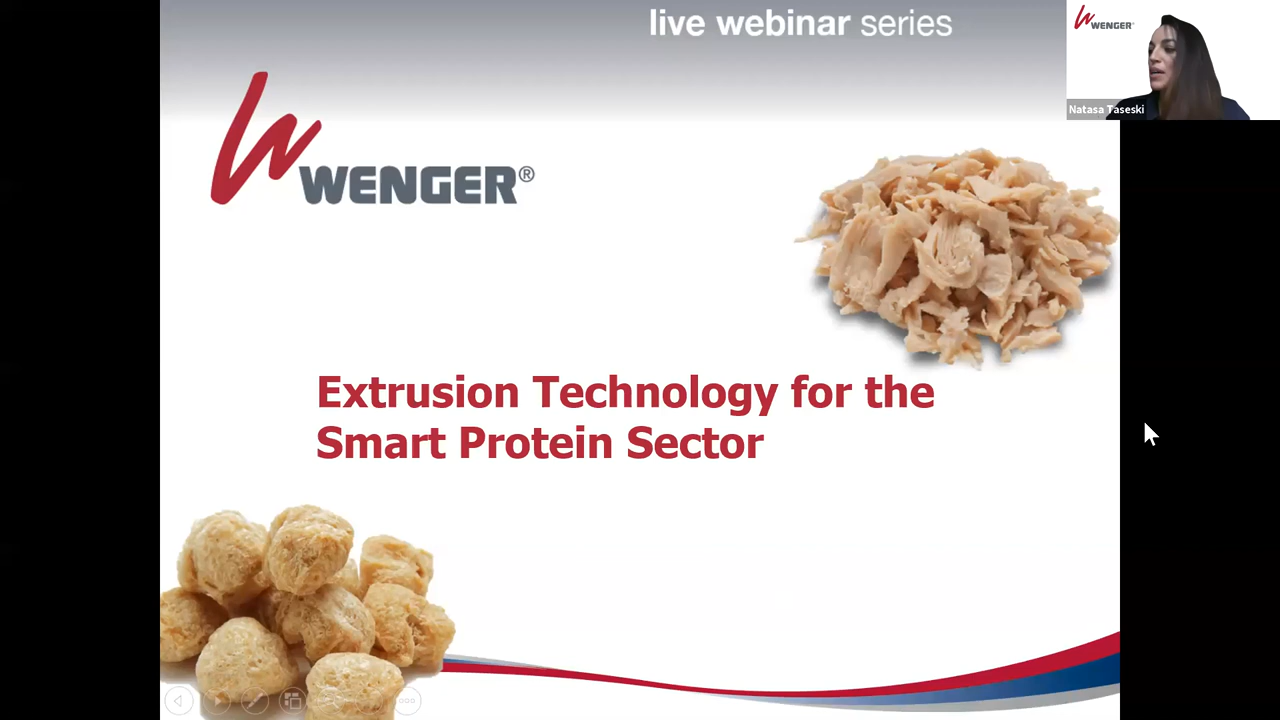 live webinar series
WENGER®
WENGER®
Natasa Taseski
Extrusion Technology for the
Smart Protein Sector